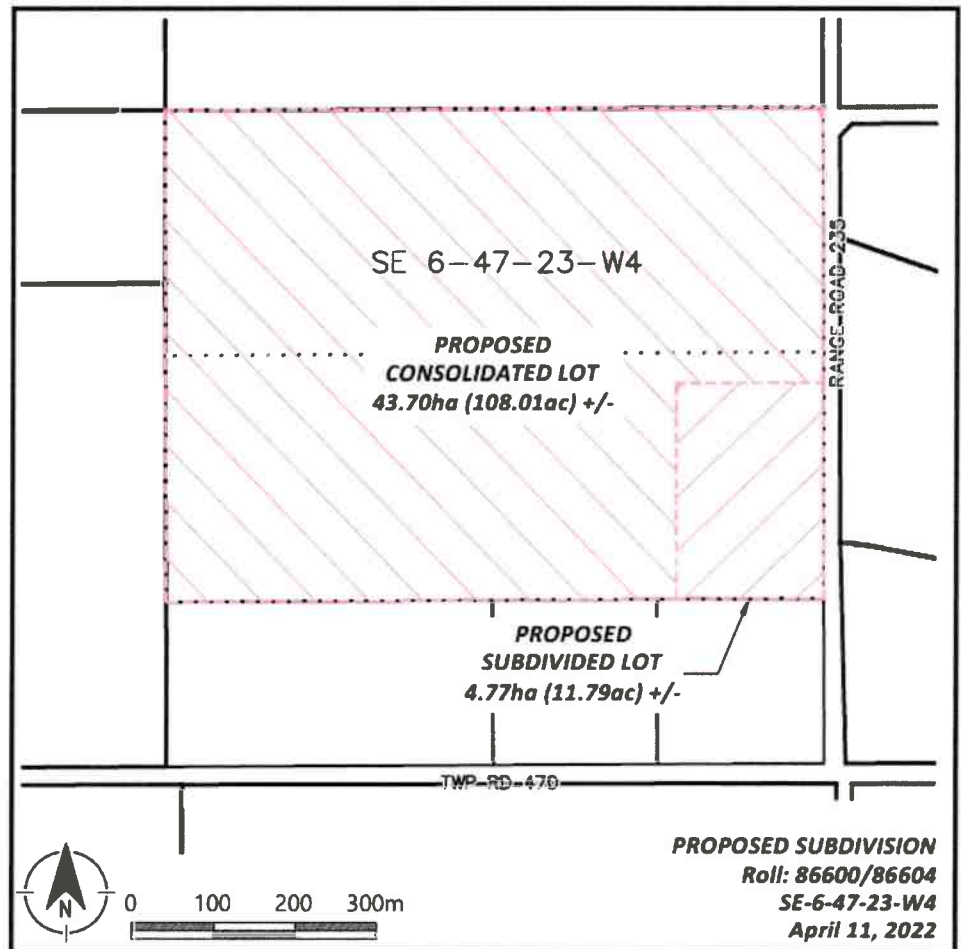 SE 6-47-23-W4
RANGE ROAD 235
PROPOSED
CONSOLIDATED LOT
43.70ha (108.01ac) +/-
PROPOSED
SUBDIVIDED LOT
4.77ha (11.79ac) +/-
TWP RD 470
PROPOSED SUBDIVISION
Roll: 86600/86604
SE-6-47-23-W4
April 11, 2022
N
0 100 200 300m